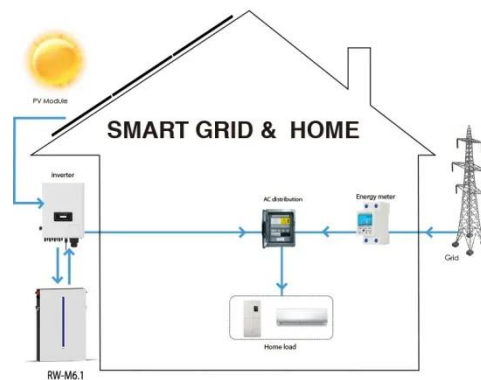 PV Module
SMART GRID & HOME
inverter
AC distribution
Energy meter
Grid
Home load
RW-M6.1